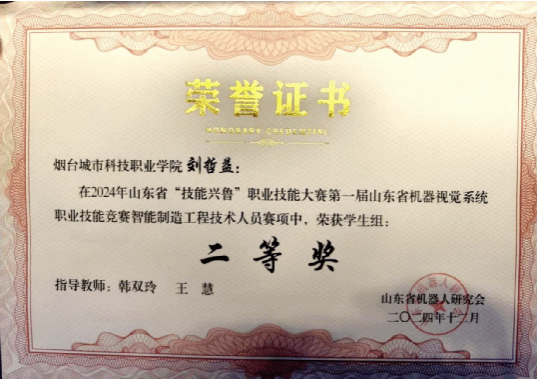 荣誉证书
HONORARY CREDENTIAL
烟台城市科技职业学院 刘哲益：
在2024年山东省“技能兴鲁”职业技能大赛第一届山东省机器视觉系统
职业技能竞赛智能制造工程技术人员赛项中，荣获学生组：
二等奖
指导教师：韩双玲 王慧
山东省机器人研究会
二〇二四年十二月